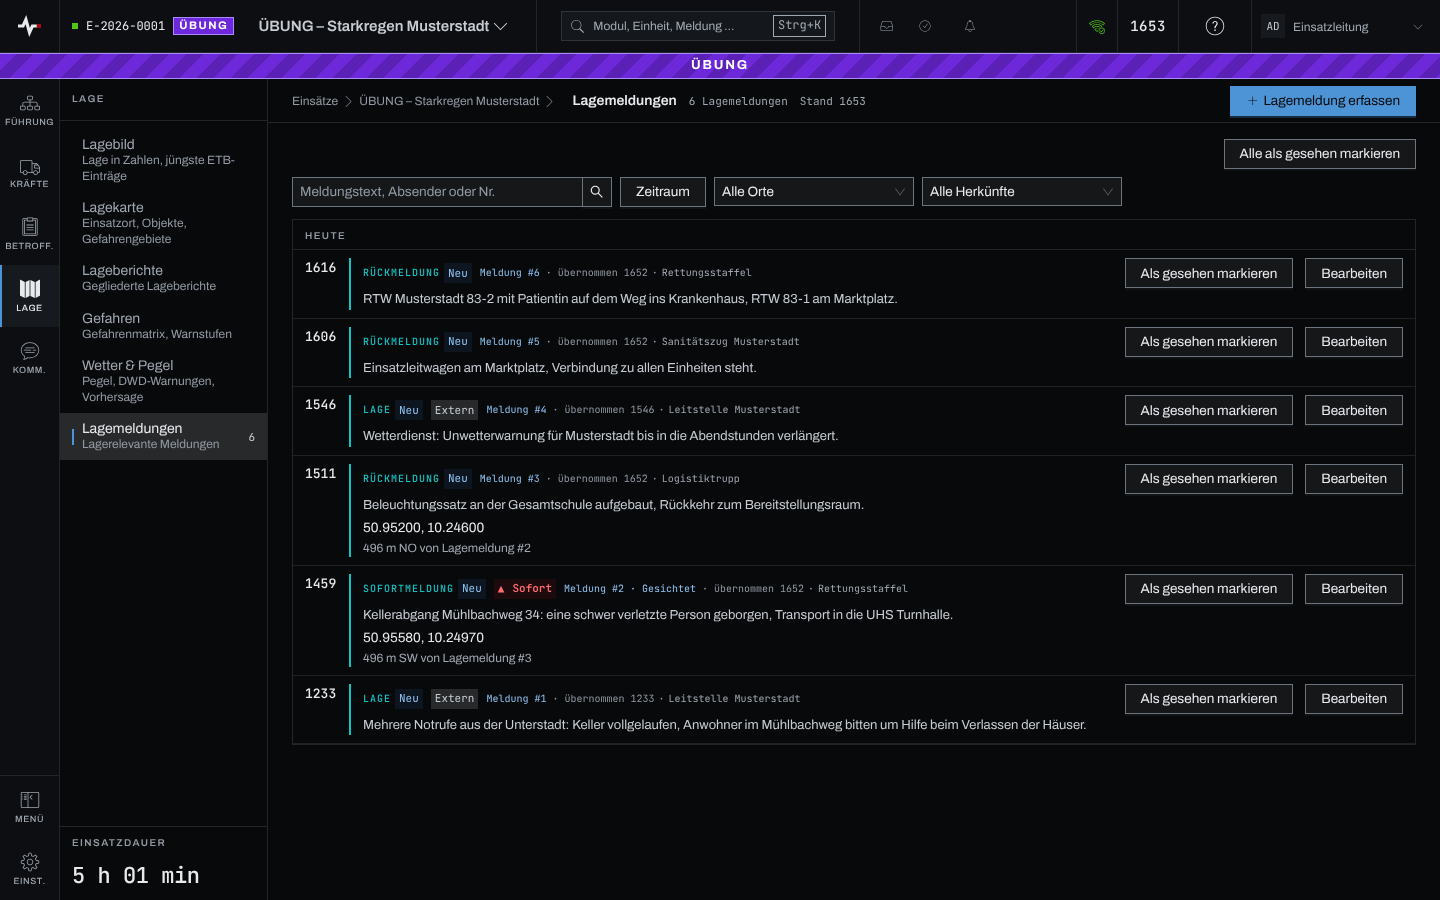 E-2026-0001 ÜBUNG ÜBUNG – Starkregen Musterstadt Modul, Einheit, Meldung ... Strg+K 1653 ? AD Einsatzleitung
ÜBUNG
FÜHRUNG
KRÄFTE
BETROFF.
LAGE
KOMM.
MENÜ
EINST.
LAGE
Lagebild
Lage in Zahlen, jüngste ETB-
Einträge
Lagekarte
Einsatzort, Objekte,
Gefahrengebiete
Lageberichte
Gegliederte Lageberichte
Gefahren
Gefahrenmatrix, Warnstufen
Wetter & Pegel
Pegel, DWD-Warnungen,
Vorhersage
Lagemeldungen
Lagerelevante Meldungen 6
EINSATZDAUER
5 h 01 min
Einsätze ÜBUNG – Starkregen Musterstadt Lagemeldungen 6 Lagemeldungen Stand 1653 + Lagemeldung erfassen
Alle als gesehen markieren
Meldungstext, Absender oder Nr. Zeitraum Alle Orte Alle Herkünfte
HEUTE
1616 RÜCKMELDUNG Neu Meldung #6 · übernommen 1652 · Rettungsstaffel Als gesehen markieren Bearbeiten
RTW Musterstadt 83-2 mit Patientin auf dem Weg ins Krankenhaus, RTW 83-1 am Marktplatz.
1606 RÜCKMELDUNG Neu Meldung #5 · übernommen 1652 · Sanitätszug Musterstadt Als gesehen markieren Bearbeiten
Einsatzleitwagen am Marktplatz, Verbindung zu allen Einheiten steht.
1546 LAGE Neu Extern Meldung #4 · übernommen 1546 · Leitstelle Musterstadt Als gesehen markieren Bearbeiten
Wetterdienst: Unwetterwarnung für Musterstadt bis in die Abendstunden verlängert.
1511 RÜCKMELDUNG Neu Meldung #3 · übernommen 1652 · Logistiktrupp Als gesehen markieren Bearbeiten
Beleuchtungssatz an der Gesamtschule aufgebaut, Rückkehr zum Bereitstellungsraum.
50.95200, 10.24600
496 m NO von Lagemeldung #2
1459 SOFORTMELDUNG Neu ▲ Sofort Meldung #2 · Gesichtet · übernommen 1652 · Rettungsstaffel Als gesehen markieren Bearbeiten
Kellerabgang Mühlbachweg 34: eine schwer verletzte Person geborgen, Transport in die UHS Turnhalle.
50.95580, 10.24970
496 m SW von Lagemeldung #3
1233 LAGE Neu Extern Meldung #1 · übernommen 1233 · Leitstelle Musterstadt Als gesehen markieren Bearbeiten
Mehrere Notrufe aus der Unterstadt: Keller vollgelaufen, Anwohner im Mühlbachweg bitten um Hilfe beim Verlassen der Häuser.